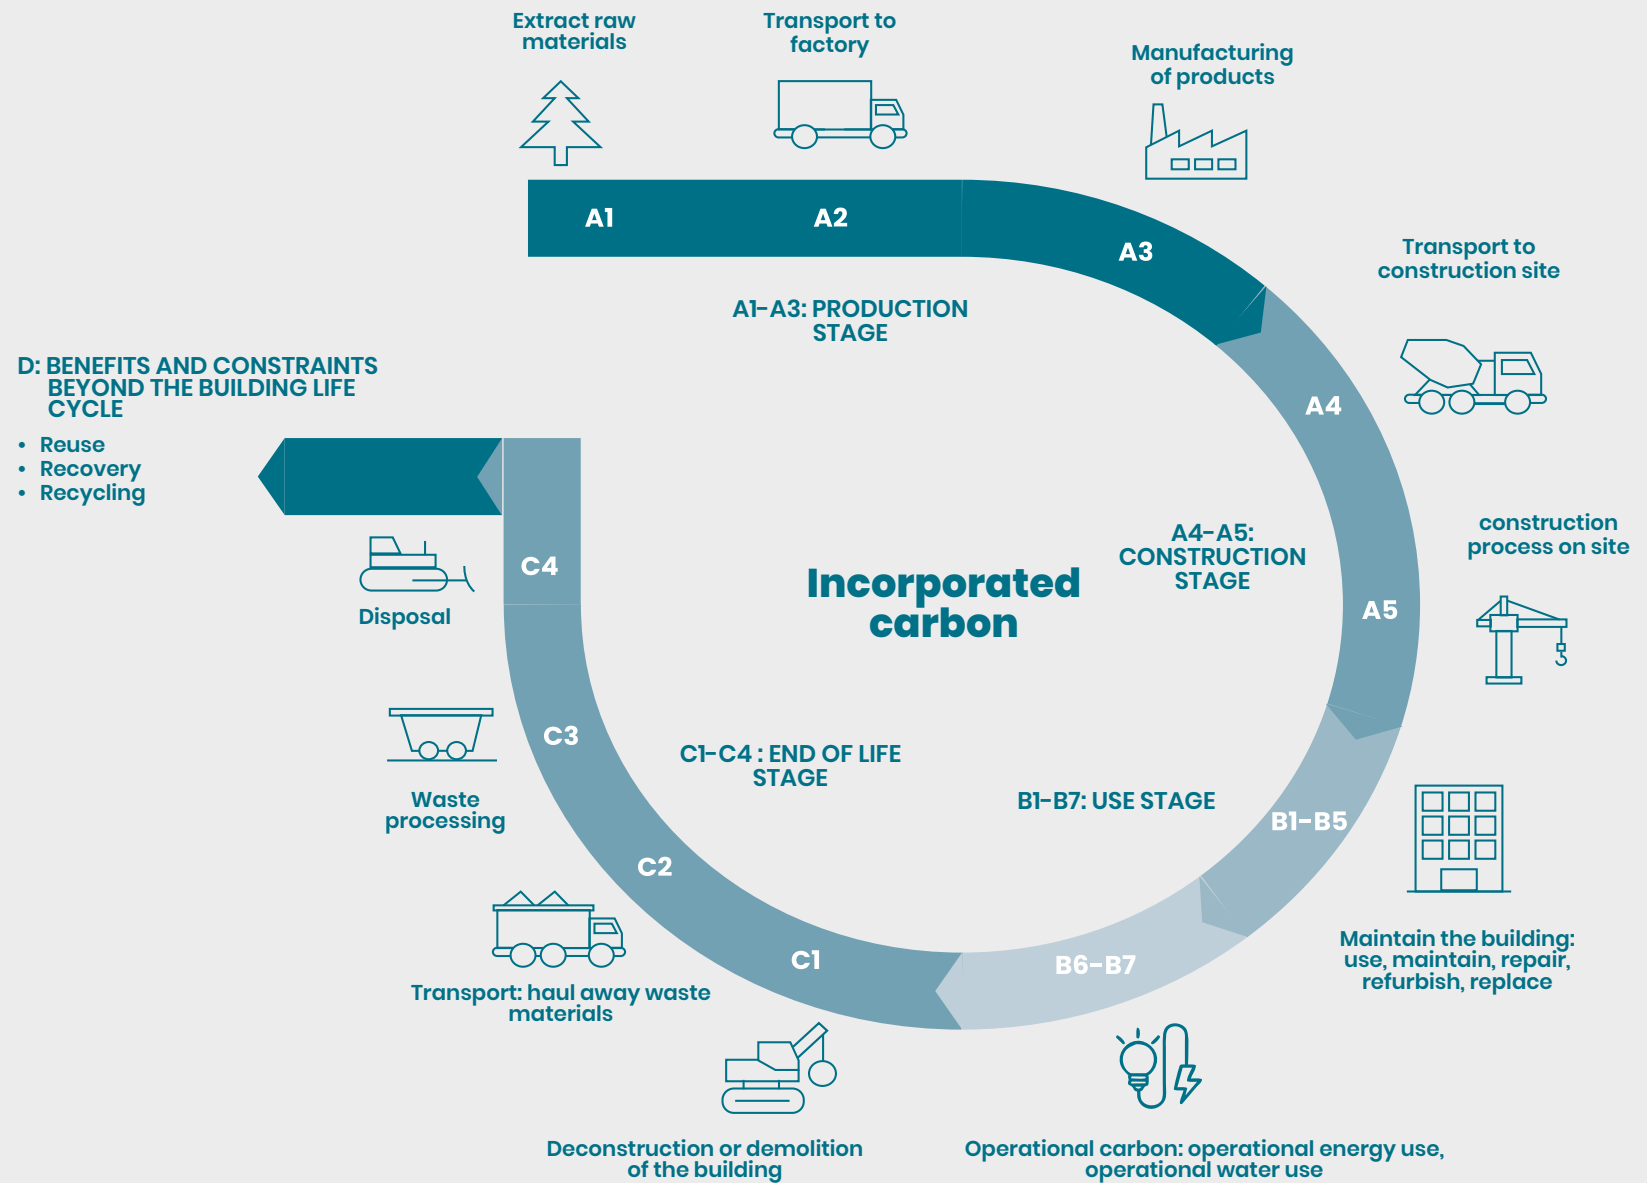 Extract raw
materials
Transport to
factory
Manufacturing
of products
A1
A2
A3
Transport to
construction site
A1-A3: PRODUCTION
STAGE
D: BENEFITS AND CONSTRAINTS
BEYOND THE BUILDING LIFE
CYCLE
• Reuse
• Recovery
• Recycling
A4
construction
process on site
A4-A5:
CONSTRUCTION
STAGE
A5
Incorporated
carbon
C4
Disposal
C3
Waste
processing
C1-C4 : END OF LIFE
STAGE
B1-B7: USE STAGE
B1-B5
Maintain the building:
use, maintain, repair,
refurbish, replace
C2
C1
B6-B7
Transport: haul away waste
materials
Deconstruction or demolition
of the building
Operational carbon: operational energy use,
operational water use